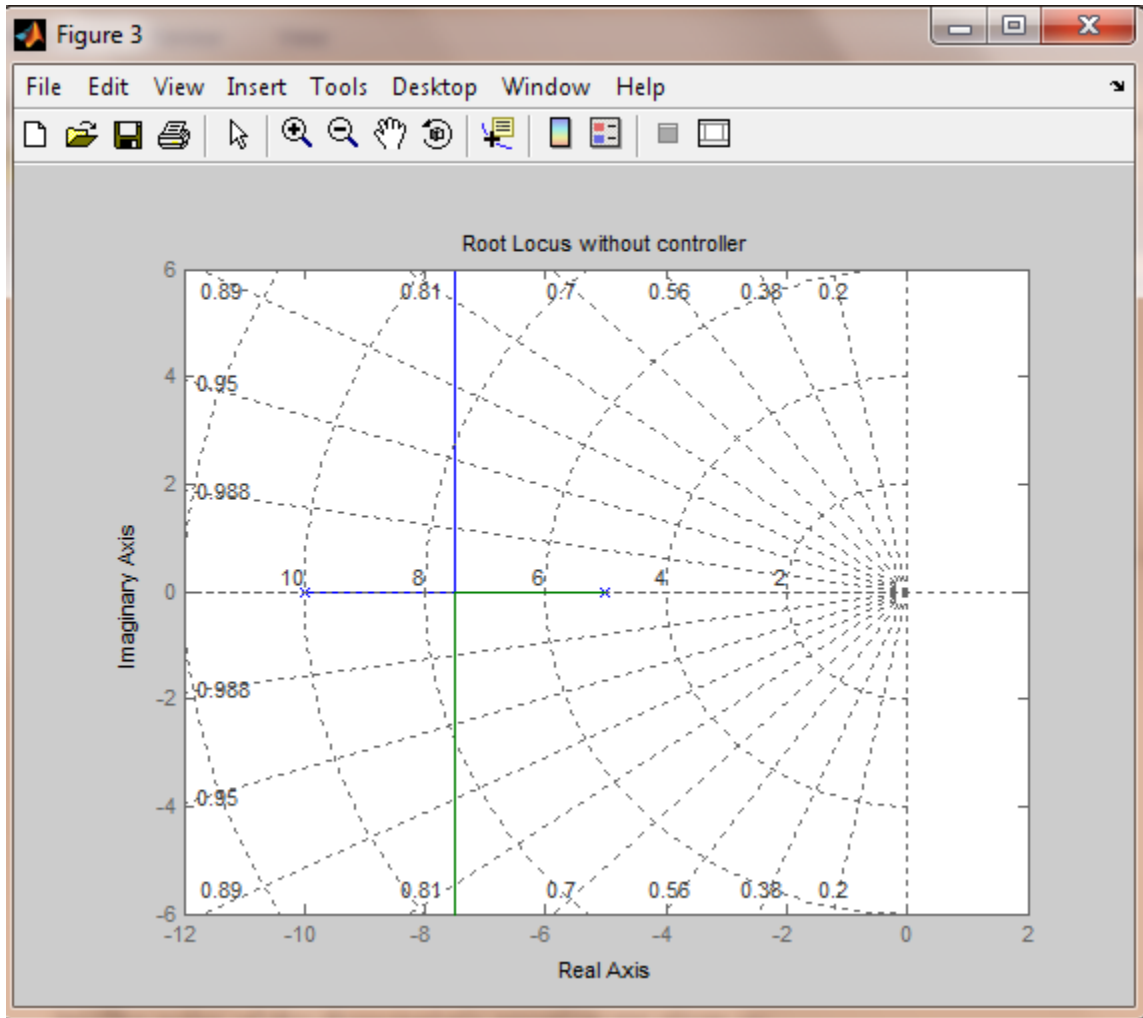 Figure 3
File Edit View Insert Tools Desktop Window Help
Root Locus without controller
6
0.89 0.81 0.7 0.56 0.38 0.2
4
0.95
2
0.988
Imaginary Axis
10 8 6 4 2
0
0.988
-2
0.95
-4
0.89 0.81 0.7 0.56 0.38 0.2
-6
-12 -10 -8 -6 -4 -2 0 2
Real Axis